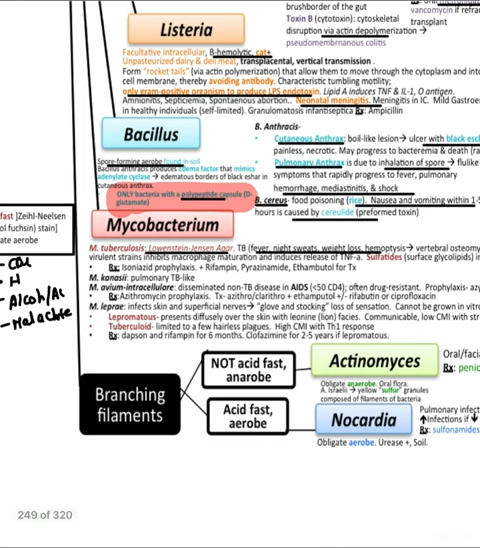 brushborder of the gut
vancomycin if refra
Listeria
Toxin B (cytotoxin): cytoskeletal
transplant
disruption via actin depolymerization →
pseudomembranous colitis
Facultative intracellular, B-hemolytic, cat+
Unpasteurized dairy & deli meat, transplacental, vertical transmission .
Form "rocket tails" (via actin polymerization) that allow them to move through the cytoplasm and into
cell membrane, thereby avoiding antibody. Characteristic tumbling motility;
only gram-positive organism to produce LPS endotoxin. Lipid A induces TNF & IL-1, O antigen.
Amnionitis, Septicemia, Spontaenous abortion.. Neonatal meningitis. Meningitis in IC. Mild Gastroe
in healthy individuals (self-limited). Granulomatosis infantiseptica Rx: Ampicillin
Bacillus
B. Anthracis-
Cutaneous Anthrax: boil-like lesion→ ulcer with black esch
painless, necrotic. May progress to bacteremia & death (ra
Spore-forming aerobe found in soil
Bacillus anthracis produces Edema factor that mimics
adenylate cyclase → edematous borders of black eshar in
cutaneous anthrax.
Pulmonary Anthrax is due to inhalation of spore → flulike
symptoms that rapidly progress to fever, pulmonary
hemorrhage, mediastinitis, & shock
ONLY bacteria with a polypeptide capsule (D-
glutamate)
B. cereus- food poisoning (rice). Nausea and vomiting within 1-5
hours is caused by cereulide (preformed toxin)
Mycobacterium
fast ]Zeihl-Neelsen
ol fuchsin) stain]
ate aerobe
M. tuberculosis: Lowenstein-Jensen Agar. TB (fever, night sweats, weight loss, hemoptysis→ vertebral osteomy
virulent strains inhibits macrophage maturation and induces release of TNF-a. Sulfatides (surface glycolipids) in
Rx: Isoniazid prophylaxis. + Rifampin, Pyrazinamide, Ethambutol for Tx
M. kanasii: pulmonary TB-like
M. avium-intracellulare: disseminated non-TB disease in AIDS (<50 CD4); often drug-resistant. Prophylaxis- azy
Rx:Azithromycin prophylaxis. Tx- azithro/clarithro + ethamputol +/- rifabutin or ciprofloxacin
M. leprae: infects skin and superficial nerves→ "glove and stocking" loss of sensation. Cannot be grown in vitr
Lepromatous- presents diffusely over the skin with leonine (lion) facies. Communicable, low CMI with str
Tuberculoid- limited to a few hairless plagues. High CMI with Th1 response
Rx: dapson and rifampin for 6 months. Clofazimine for 2-5 years if lepromatous.
- H
- Alcoh/Ac
- Malachite
Branching
filaments
NOT acid fast,
anarobe
Actinomyces
Oral/facia
Rx: penic
Obligate anaerobe. Oral flora.
A. Israelii → yellow "sulfur" granules
composed of filaments of bacteria
Acid fast,
aerobe
Nocardia
Pulmonary infect
↑Infections if ↓
Rx: sulfonamides
Obligate aerobe. Urease +, Soil.
249 of 320